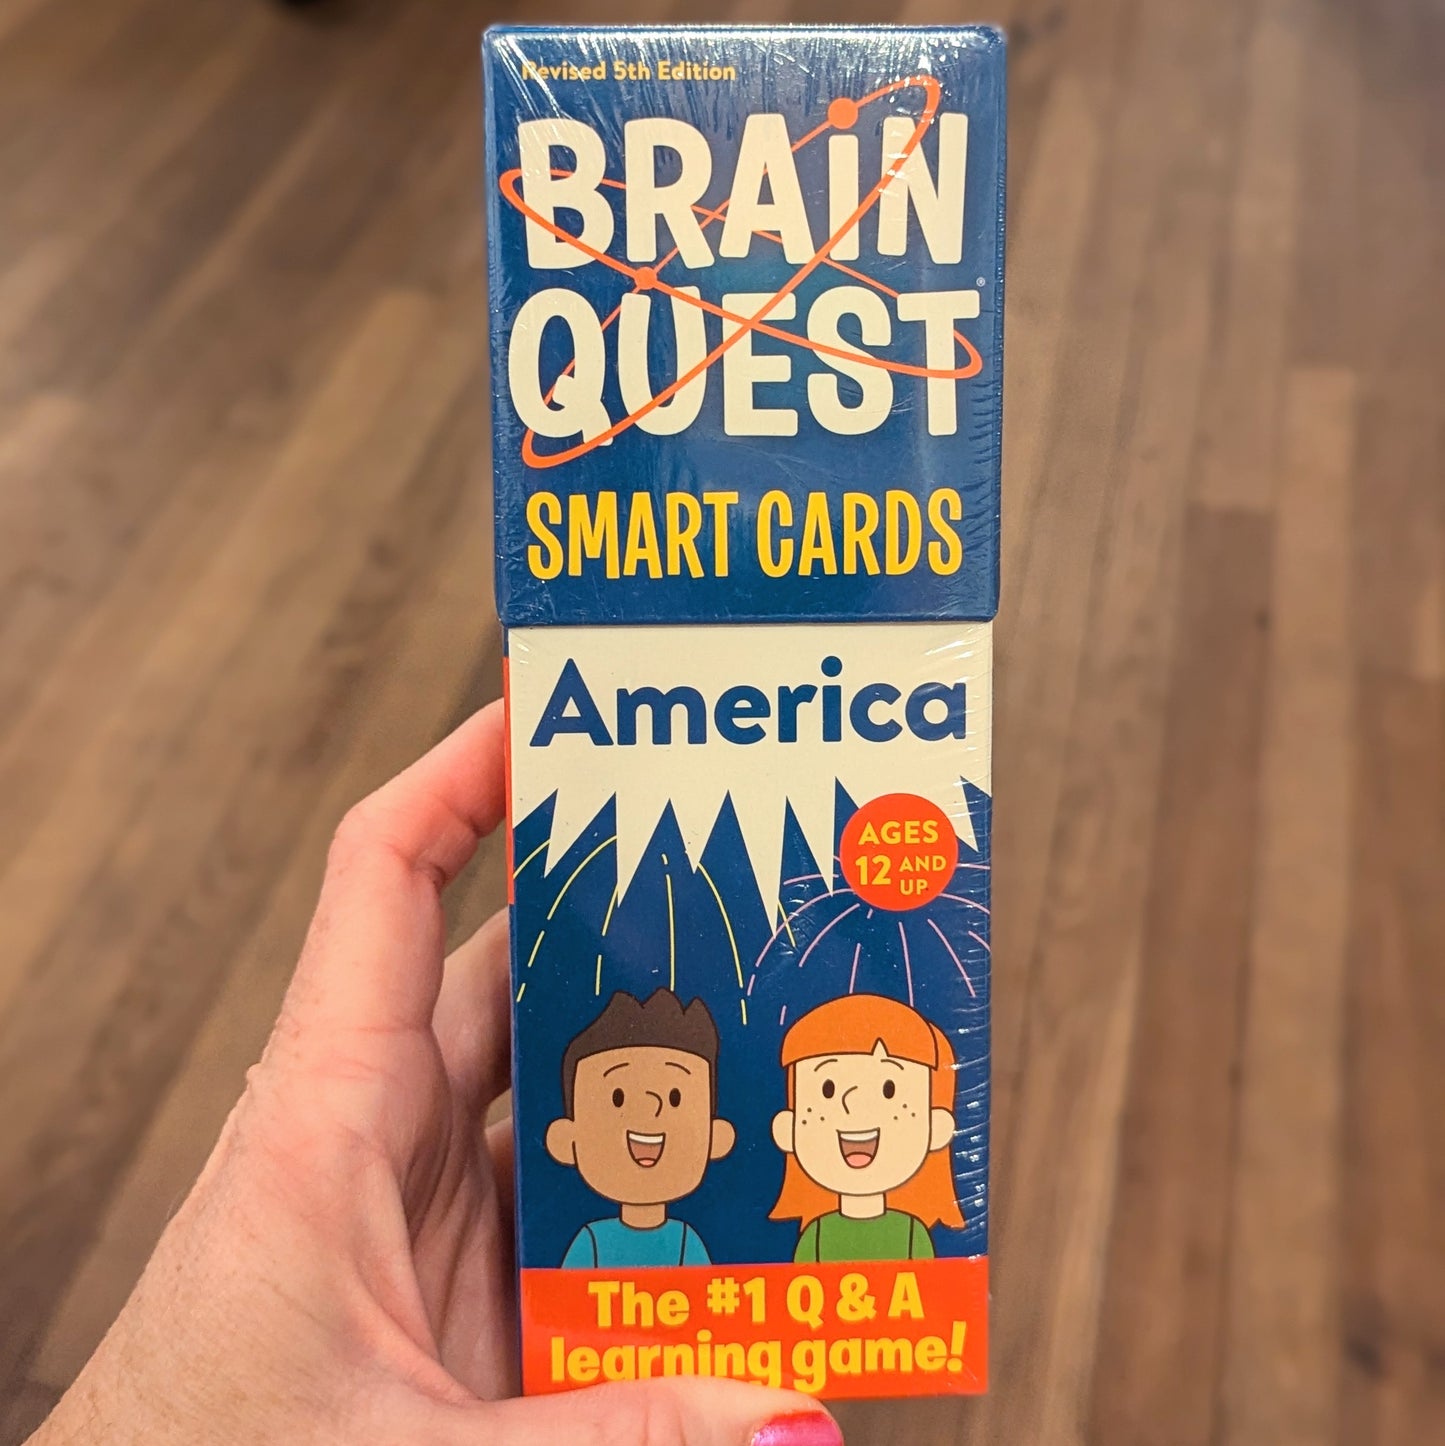 Revised 5th Edition
BRAiN
QUEST®
SMART CARDS
America
AGES
12 AND
UP
The #1 Q & A
learning game!